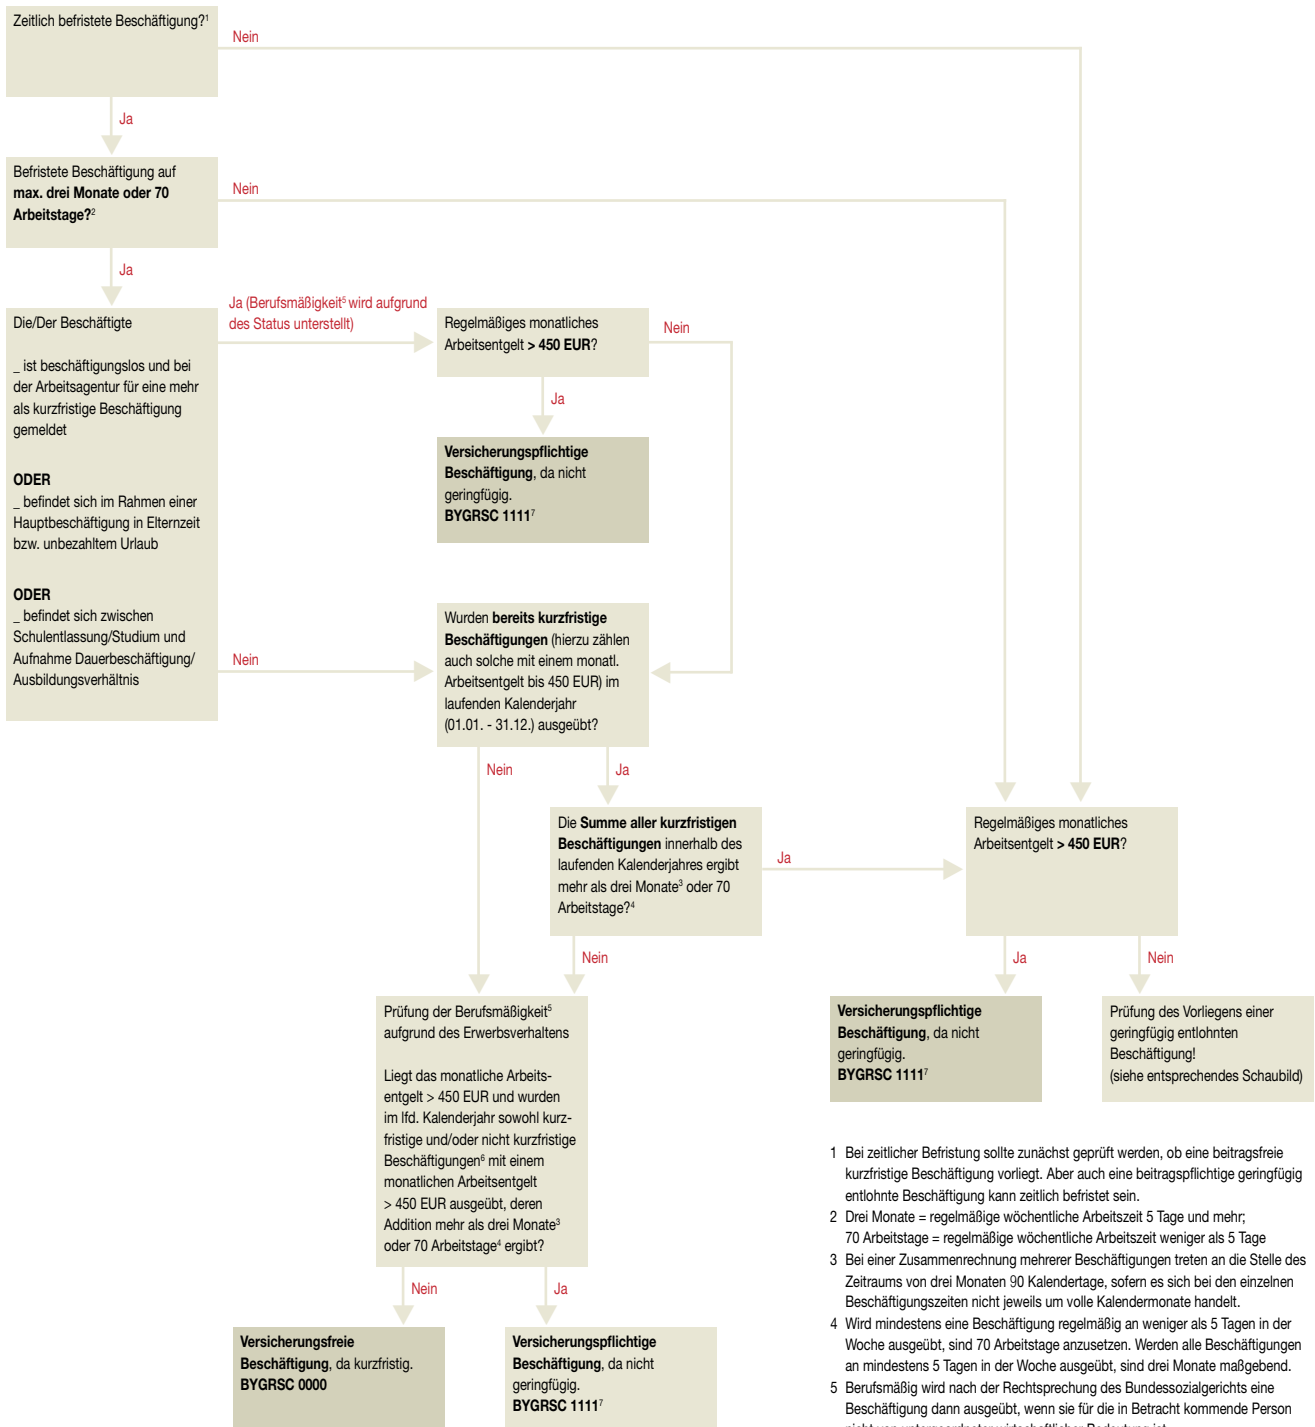 Zeitlich befristete Beschäftigung?¹
Nein
Ja
Befristete Beschäftigung auf
max. drei Monate oder 70
Arbeitstage?²
Nein
Ja
Die/Der Beschäftigte
_ ist beschäftigungslos und bei
der Arbeitsagentur für eine mehr
als kurzfristige Beschäftigung
gemeldet
ODER
_ befindet sich im Rahmen einer
Hauptbeschäftigung in Elternzeit
bzw. unbezahltem Urlaub
ODER
_ befindet sich zwischen
Schulentlassung/Studium und
Aufnahme Dauerbeschäftigung/
Ausbildungsverhältnis
Ja (Berufsmäßigkeit⁵ wird aufgrund
des Status unterstellt)
Regelmäßiges monatliches
Arbeitsentgelt > 450 EUR?
Nein
Ja
Versicherungspflichtige
Beschäftigung, da nicht
geringfügig.
BYGRSC 1111⁷
Nein
Wurden bereits kurzfristige
Beschäftigungen (hierzu zählen
auch solche mit einem monatl.
Arbeitsentgelt bis 450 EUR) im
laufenden Kalenderjahr
(01.01. - 31.12.) ausgeübt?
Nein
Ja
Die Summe aller kurzfristigen
Beschäftigungen innerhalb des
laufenden Kalenderjahres ergibt
mehr als drei Monate³ oder 70
Arbeitstage?⁴
Ja
Nein
Regelmäßiges monatliches
Arbeitsentgelt > 450 EUR?
Ja
Nein
Versicherungspflichtige
Beschäftigung, da nicht
geringfügig.
BYGRSC 1111⁷
Prüfung des Vorliegens einer
geringfügig entlohnten
Beschäftigung!
(siehe entsprechendes Schaubild)
Prüfung der Berufsmäßigkeit⁵
aufgrund des Erwerbsverhaltens
Liegt das monatliche Arbeits-
entgelt > 450 EUR und wurden
im lfd. Kalenderjahr sowohl kurz-
fristige und/oder nicht kurzfristige
Beschäftigungen⁶ mit einem
monatlichen Arbeitsentgelt
> 450 EUR ausgeübt, deren
Addition mehr als drei Monate³
oder 70 Arbeitstage⁴ ergibt?
Nein
Ja
Versicherungsfreie
Beschäftigung, da kurzfristig.
BYGRSC 0000
Versicherungspflichtige
Beschäftigung, da nicht
geringfügig.
BYGRSC 1111⁷
1 Bei zeitlicher Befristung sollte zunächst geprüft werden, ob eine beitragsfreie
kurzfristige Beschäftigung vorliegt. Aber auch eine beitragspflichtige geringfügig
entlohnte Beschäftigung kann zeitlich befristet sein.
2 Drei Monate = regelmäßige wöchentliche Arbeitszeit 5 Tage und mehr;
70 Arbeitstage = regelmäßige wöchentliche Arbeitszeit weniger als 5 Tage
3 Bei einer Zusammenrechnung mehrerer Beschäftigungen treten an die Stelle des
Zeitraums von drei Monaten 90 Kalendertage, sofern es sich bei den einzelnen
Beschäftigungszeiten nicht jeweils um volle Kalendermonate handelt.
4 Wird mindestens eine Beschäftigung regelmäßig an weniger als 5 Tagen in der
Woche ausgeübt, sind 70 Arbeitstage anzusetzen. Werden alle Beschäftigungen
an mindestens 5 Tagen in der Woche ausgeübt, sind drei Monate maßgebend.
5 Berufsmäßig wird nach der Rechtsprechung des Bundessozialgerichts eine
Beschäftigung dann ausgeübt, wenn sie für die in Betracht kommende Person
nicht von untergeordneter wirtschaftlicher Bedeutung ist.